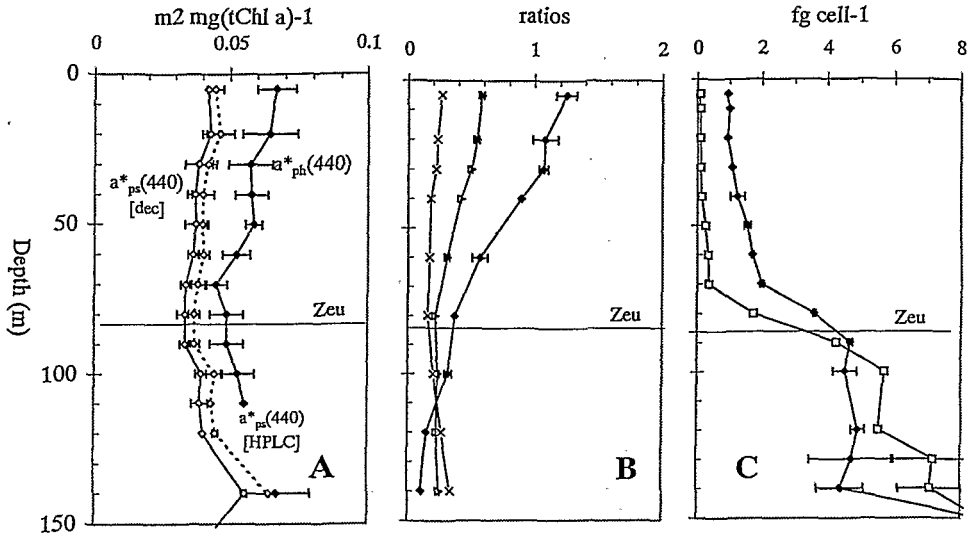 m2 mg(tChl a)-1
ratios
fg cell-1
0 0.05 0.1
0 1 2
0 2 4 6 8
0
50
100
150
Depth (m)
a*ph(440)
a*ps(440)
[dec]
Zeu
Zeu
Zeu
a*ps(440)
[HPLC]
A
B
C